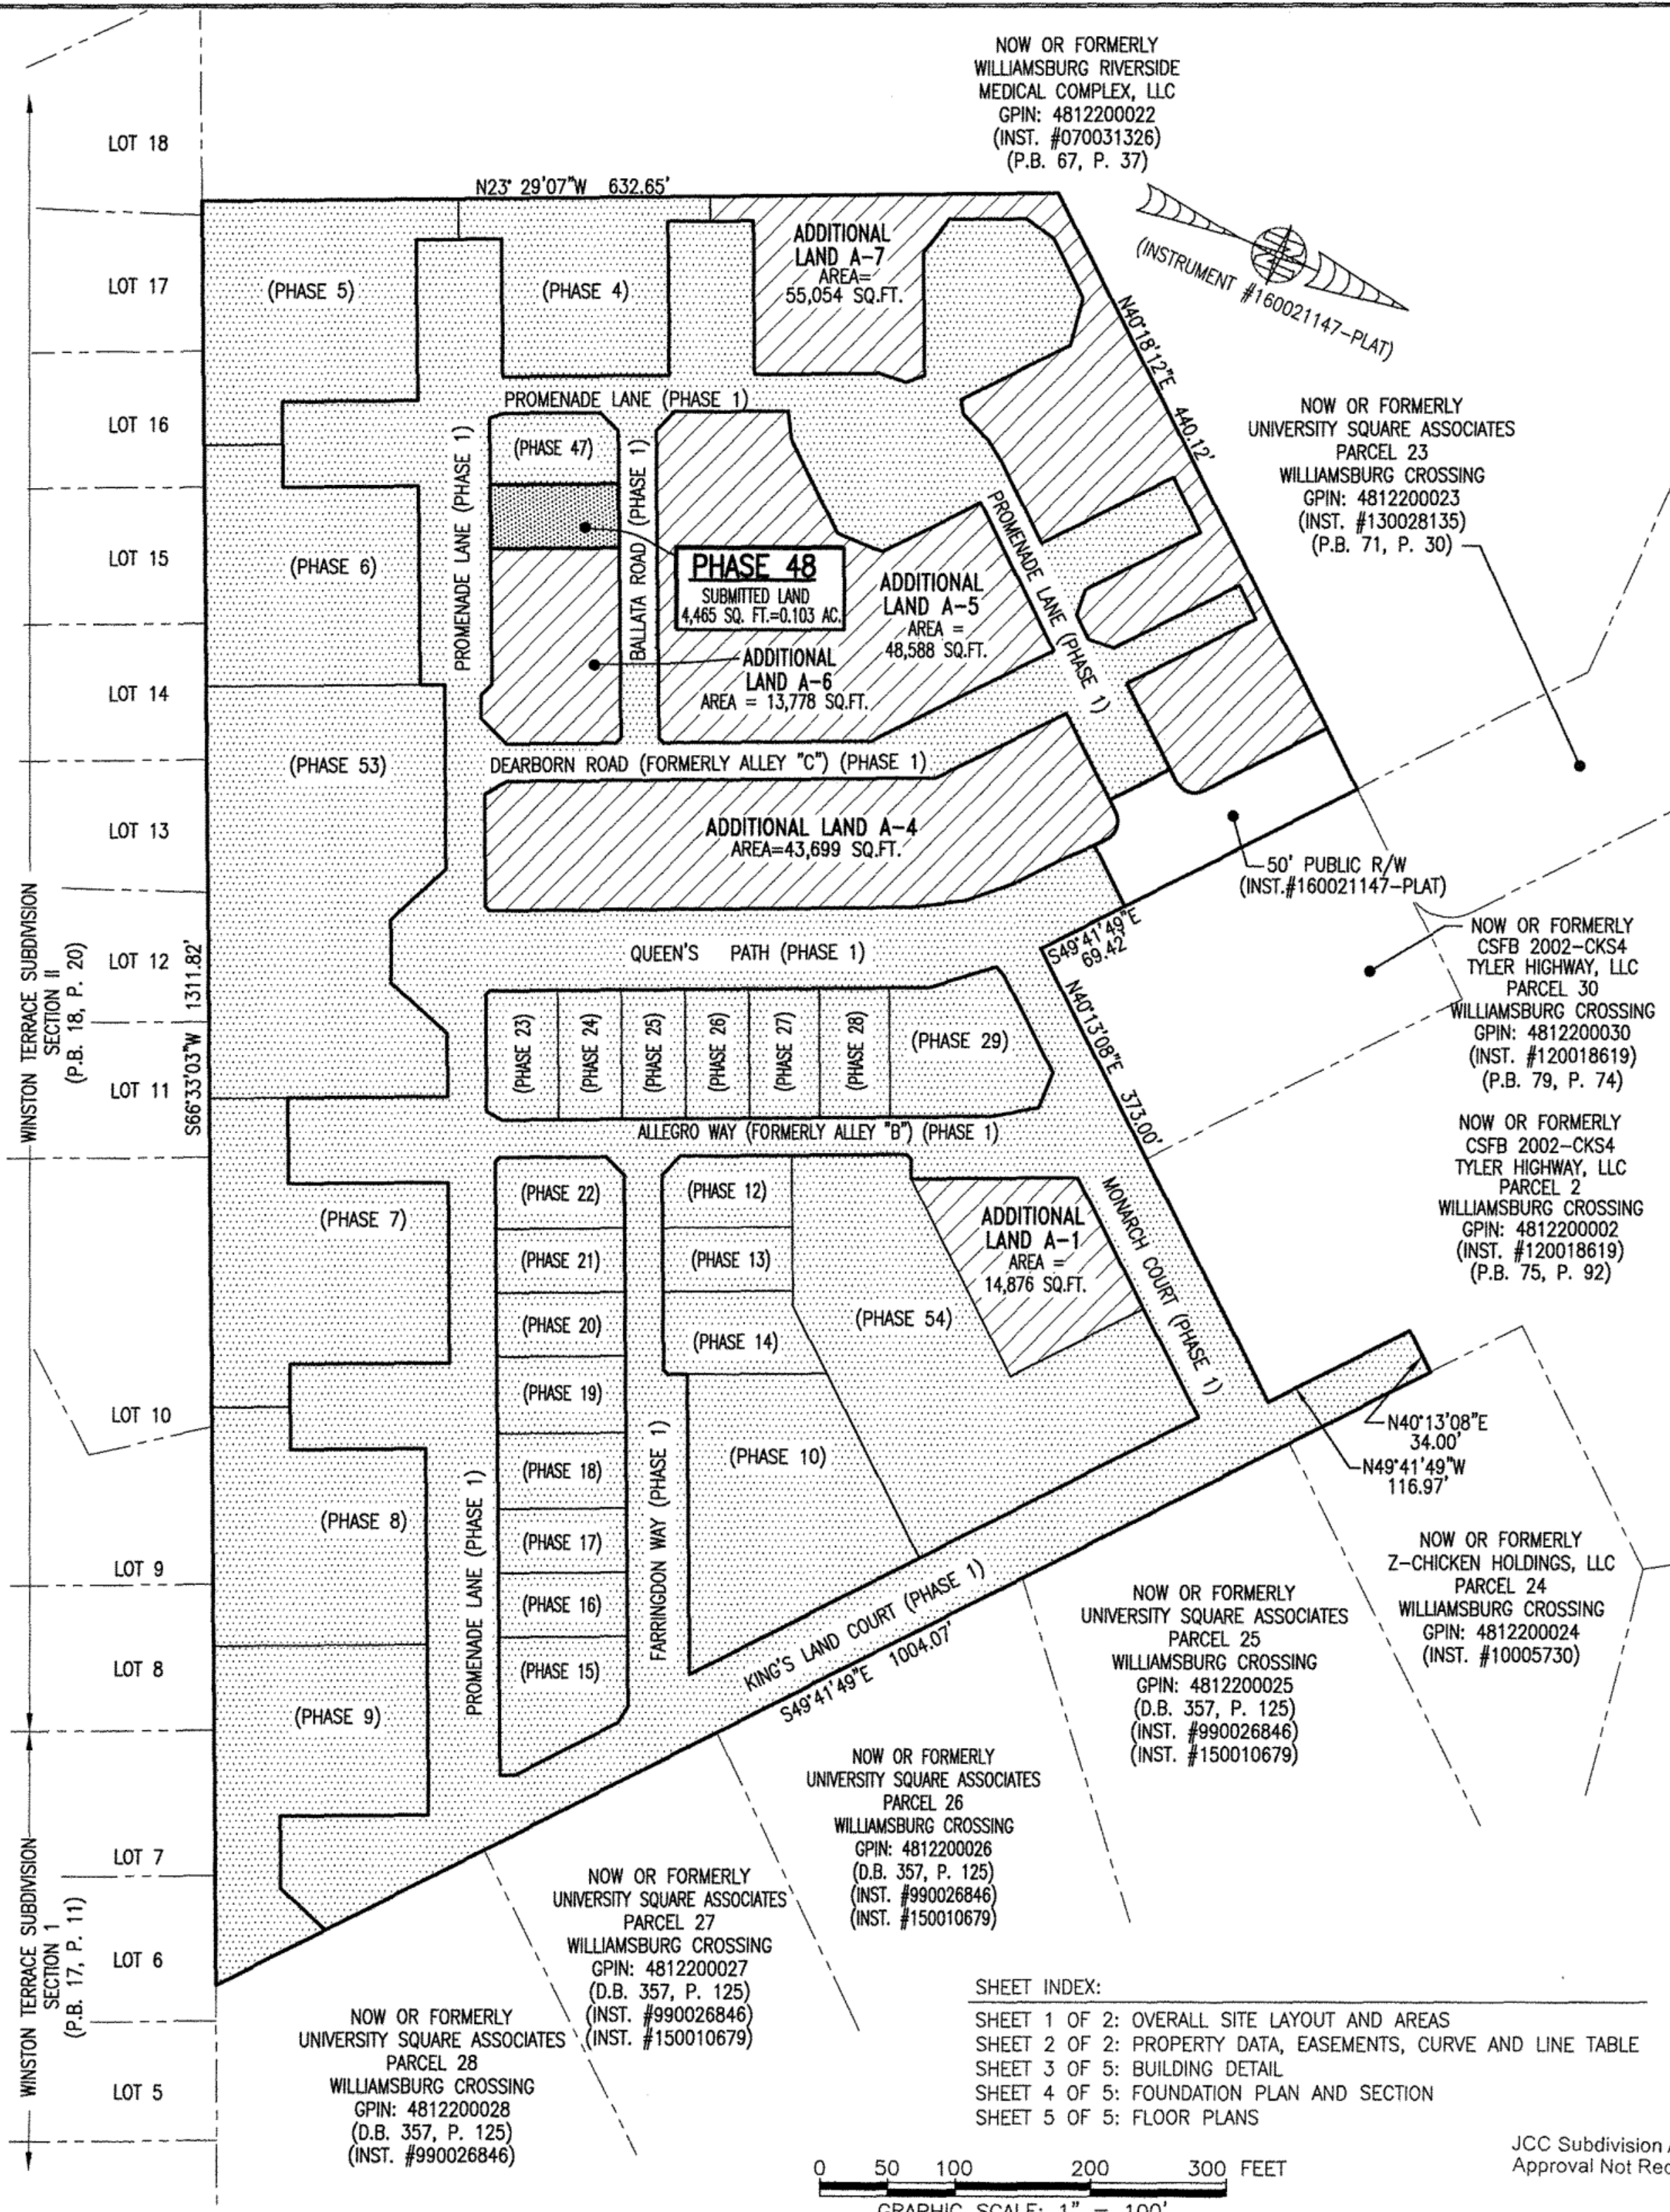 NOW OR FORMERLY
WILLIAMSBURG RIVERSIDE
MEDICAL COMPLEX, LLC
GPIN: 4812200022
(INST. #070031326)
(P.B. 67, P. 37)
LOT 18
N23° 29'07"W 632.65'
(INSTRUMENT #160021147-PLAT)
ADDITIONAL
LAND A-7
AREA=
55,054 SQ.FT.
LOT 17
(PHASE 5)
(PHASE 4)
N40°18'12"E 440.12'
PROMENADE LANE (PHASE 1)
LOT 16
(PHASE 47)
PROMENADE LANE (PHASE 1)
BALLATA ROAD (PHASE 1)
PROMENADE LANE (PHASE 1)
NOW OR FORMERLY
UNIVERSITY SQUARE ASSOCIATES
PARCEL 23
WILLIAMSBURG CROSSING
GPIN: 4812200023
(INST. #130028135)
(P.B. 71, P. 30)
LOT 15
(PHASE 6)
PHASE 48
SUBMITTED LAND
4,465 SQ. FT.=0.103 AC.
ADDITIONAL
LAND A-5
AREA =
48,588 SQ.FT.
ADDITIONAL
LAND A-6
AREA = 13,778 SQ.FT.
LOT 14
(PHASE 53)
DEARBORN ROAD (FORMERLY ALLEY "C") (PHASE 1)
LOT 13
ADDITIONAL LAND A-4
AREA=43,699 SQ.FT.
50' PUBLIC R/W
(INST.#160021147-PLAT)
WINSTON TERRACE SUBDIVISION
SECTION II
(P.B. 18, P. 20)
LOT 12
S66°33'03"W 1311.82'
QUEEN'S PATH (PHASE 1)
S49°41'49"E
69.42'
N40°13'08"E 373.00'
NOW OR FORMERLY
CSFB 2002-CKS4
TYLER HIGHWAY, LLC
PARCEL 30
WILLIAMSBURG CROSSING
GPIN: 4812200030
(INST. #120018619)
(P.B. 79, P. 74)
LOT 11
(PHASE 23)
(PHASE 24)
(PHASE 25)
(PHASE 26)
(PHASE 27)
(PHASE 28)
(PHASE 29)
ALLEGRO WAY (FORMERLY ALLEY "B") (PHASE 1)
NOW OR FORMERLY
CSFB 2002-CKS4
TYLER HIGHWAY, LLC
PARCEL 2
WILLIAMSBURG CROSSING
GPIN: 4812200002
(INST. #120018619)
(P.B. 75, P. 92)
(PHASE 7)
(PHASE 22)
(PHASE 21)
(PHASE 20)
(PHASE 19)
(PHASE 18)
(PHASE 17)
(PHASE 16)
(PHASE 15)
(PHASE 12)
(PHASE 13)
(PHASE 14)
ADDITIONAL
LAND A-1
AREA =
14,876 SQ.FT.
(PHASE 54)
MONARCH COURT (PHASE 1)
LOT 10
(PHASE 10)
N40°13'08"E
34.00'
N49°41'49"W
116.97'
(PHASE 8)
PROMENADE LANE (PHASE 1)
FARRINGDON WAY (PHASE 1)
LOT 9
KING'S LAND COURT (PHASE 1)
S49°41'49"E 1004.07'
NOW OR FORMERLY
Z-CHICKEN HOLDINGS, LLC
PARCEL 24
WILLIAMSBURG CROSSING
GPIN: 4812200024
(INST. #10005730)
NOW OR FORMERLY
UNIVERSITY SQUARE ASSOCIATES
PARCEL 25
WILLIAMSBURG CROSSING
GPIN: 4812200025
(D.B. 357, P. 125)
(INST. #990026846)
(INST. #150010679)
LOT 8
(PHASE 9)
NOW OR FORMERLY
UNIVERSITY SQUARE ASSOCIATES
PARCEL 26
WILLIAMSBURG CROSSING
GPIN: 4812200026
(D.B. 357, P. 125)
(INST. #990026846)
(INST. #150010679)
LOT 7
NOW OR FORMERLY
UNIVERSITY SQUARE ASSOCIATES
PARCEL 27
WILLIAMSBURG CROSSING
GPIN: 4812200027
(D.B. 357, P. 125)
(INST. #990026846)
(INST. #150010679)
WINSTON TERRACE SUBDIVISION
SECTION 1
(P.B. 17, P. 11)
LOT 6
NOW OR FORMERLY
UNIVERSITY SQUARE ASSOCIATES
PARCEL 28
WILLIAMSBURG CROSSING
GPIN: 4812200028
(D.B. 357, P. 125)
(INST. #990026846)
LOT 5
SHEET INDEX:
SHEET 1 OF 2: OVERALL SITE LAYOUT AND AREAS
SHEET 2 OF 2: PROPERTY DATA, EASEMENTS, CURVE AND LINE TABLE
SHEET 3 OF 5: BUILDING DETAIL
SHEET 4 OF 5: FOUNDATION PLAN AND SECTION
SHEET 5 OF 5: FLOOR PLANS
JCC Subdivision
Approval Not
0 50 100 200 300 FEET
GRAPHIC SCALE: 1" = 100'